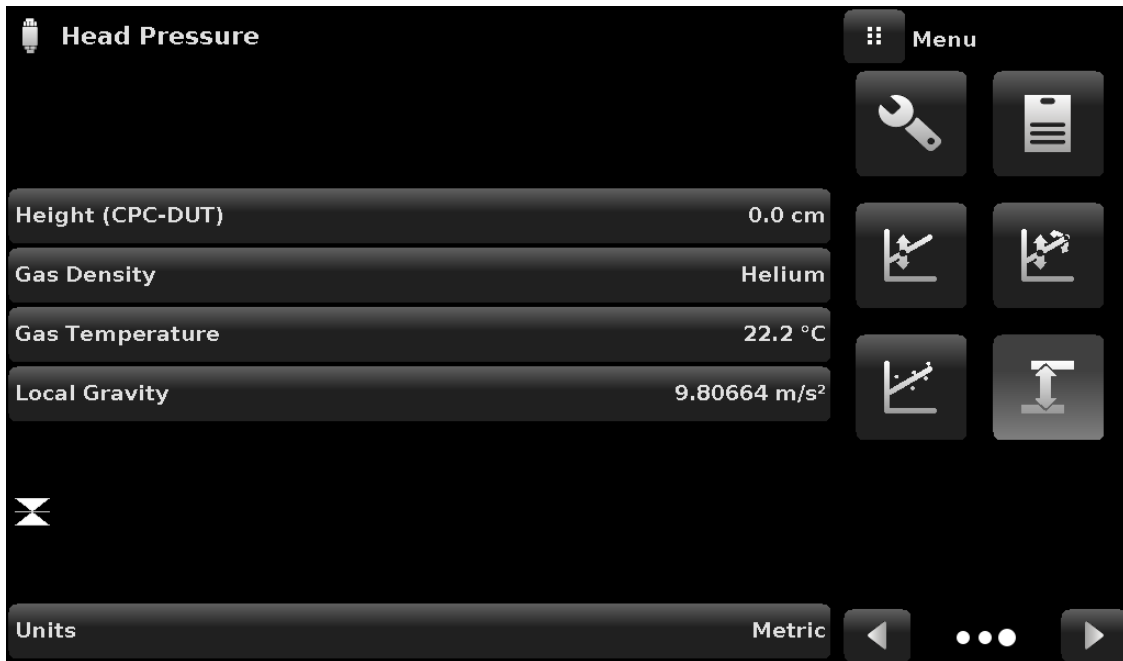 Head Pressure
Menu
Height (CPC-DUT) 0.0 cm
Gas Density Helium
Gas Temperature 22.2 °C
Local Gravity 9.80664 m/s²
Units Metric